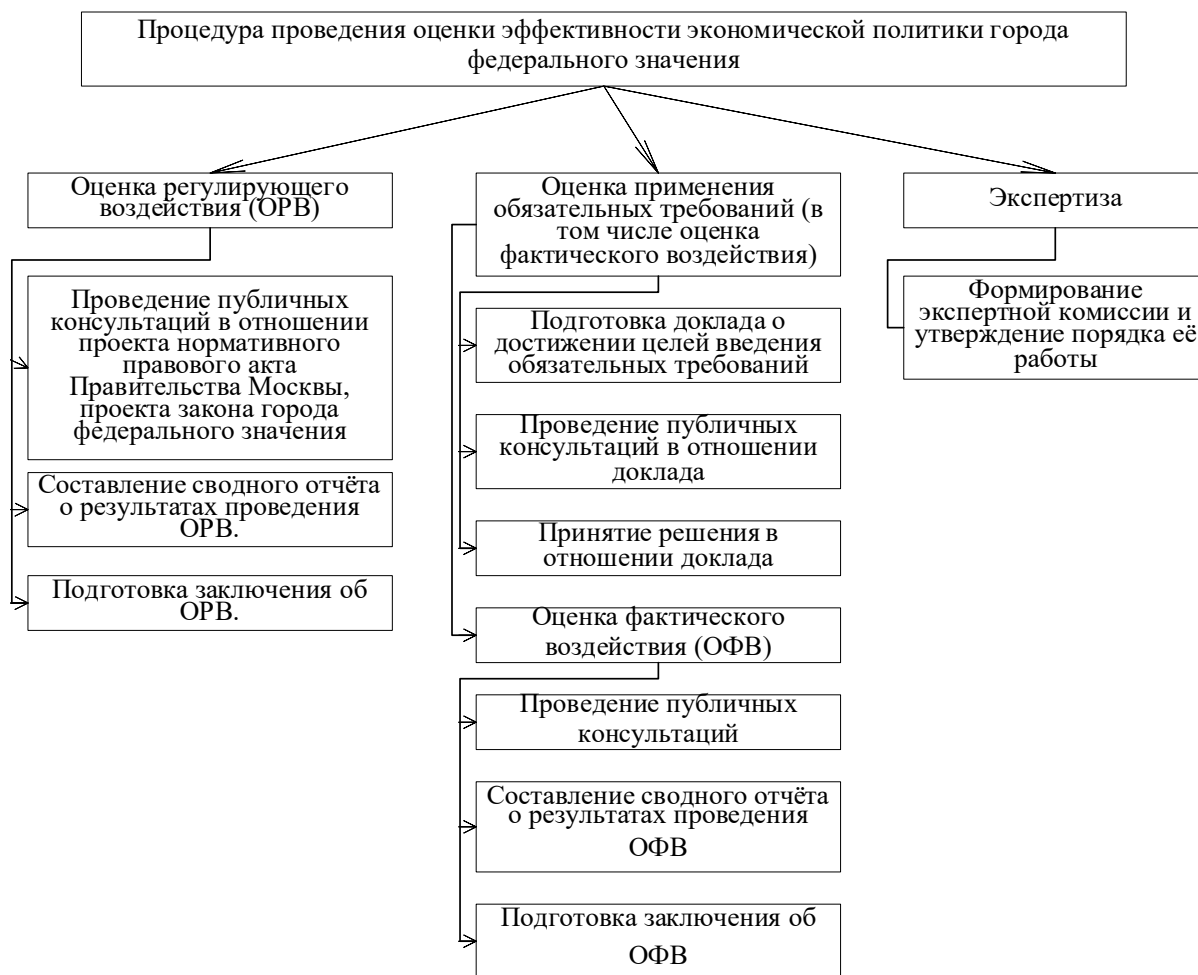 Процедура проведения оценки эффективности экономической политики города
федерального значения
Оценка регулирующего
воздействия (ОРВ)
Проведение публичных
консультаций в отношении
проекта нормативного
правового акта
Правительства Москвы,
проекта закона города
федерального значения
Составление сводного отчёта
о результатах проведения
ОРВ.
Подготовка заключения об
ОРВ.
Оценка применения
обязательных требований (в
том числе оценка
фактического воздействия)
Подготовка доклада о
достижении целей введения
обязательных требований
Проведение публичных
консультаций в отношении
доклада
Принятие решения в
отношении доклада
Оценка фактического
воздействия (ОФВ)
Проведение публичных
консультаций
Составление сводного отчёта
о результатах проведения
ОФВ
Подготовка заключения об
ОФВ
Экспертиза
Формирование
экспертной комиссии и
утверждение порядка её
работы